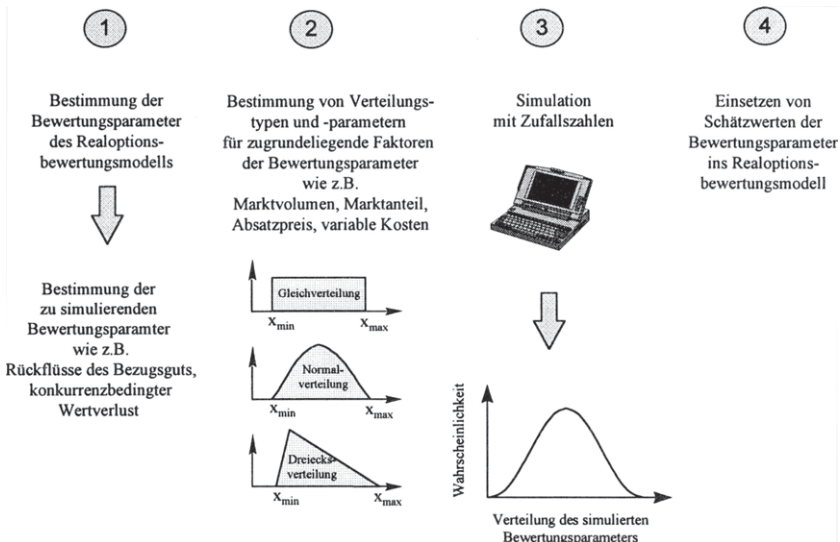 1
Bestimmung der
Bewertungsparameter
des Realoptions-
bewertungsmodells
Bestimmung der
zu simulierenden
Bewertungsparamter
wie z.B.
Rückflüsse des Bezugsguts,
konkurrenzbedingter
Wertverlust
2
Bestimmung von Verteilungs-
typen und -parametern
für zugrundeliegende Faktoren
der Bewertungsparameter
wie z.B.
Marktvolumen, Marktanteil,
Absatzpreis, variable Kosten
Gleichverteilung
xmin xmax
Normal-
verteilung
xmin xmax
Dreiecks-
verteilung
xmin xmax
3
Simulation
mit Zufallszahlen
Wahrscheinlichkeit
Verteilung des simulierten
Bewertungsparameters
4
Einsetzen von
Schätzwerten der
Bewertungsparameter
ins Realoptions-
bewertungsmodell